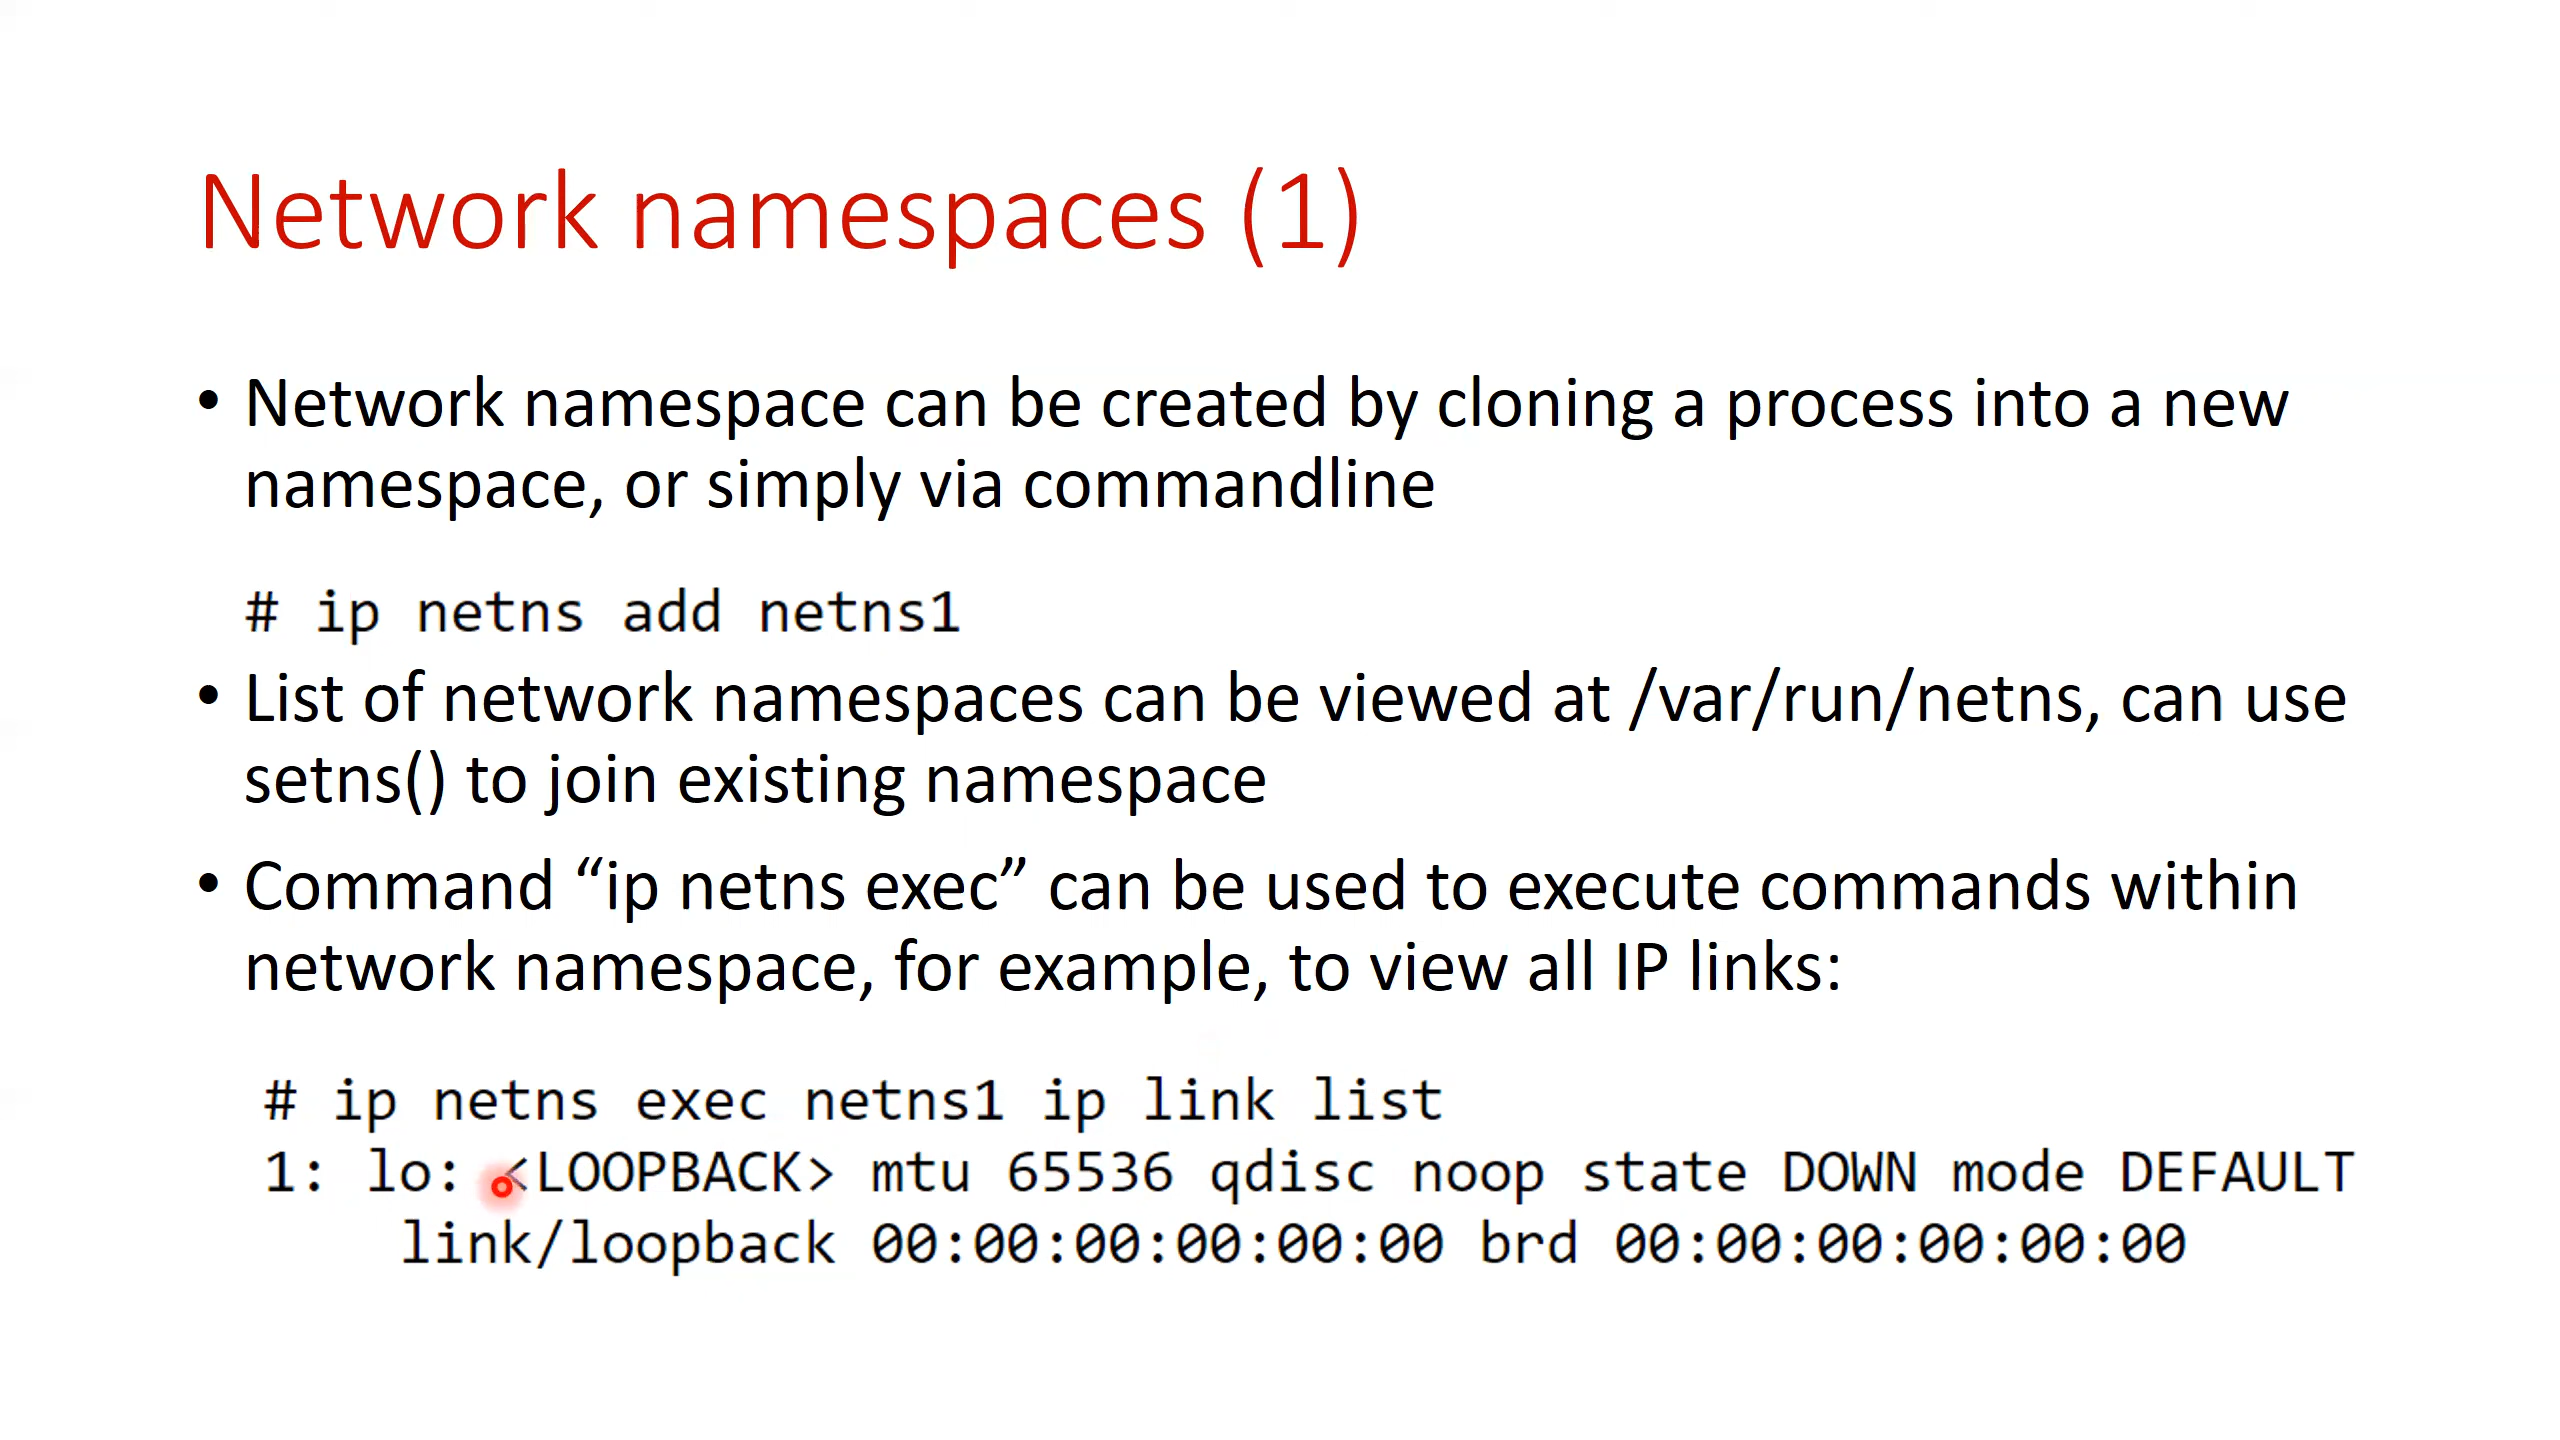 Network namespaces (1)
• Network namespace can be created by cloning a process into a new
namespace, or simply via commandline
# ip netns add netns1
• List of network namespaces can be viewed at /var/run/netns, can use
setns() to join existing namespace
• Command “ip netns exec” can be used to execute commands within
network namespace, for example, to view all IP links:
# ip netns exec netns1 ip link list
1: lo: <LOOPBACK> mtu 65536 qdisc noop state DOWN mode DEFAULT
link/loopback 00:00:00:00:00:00 brd 00:00:00:00:00:00